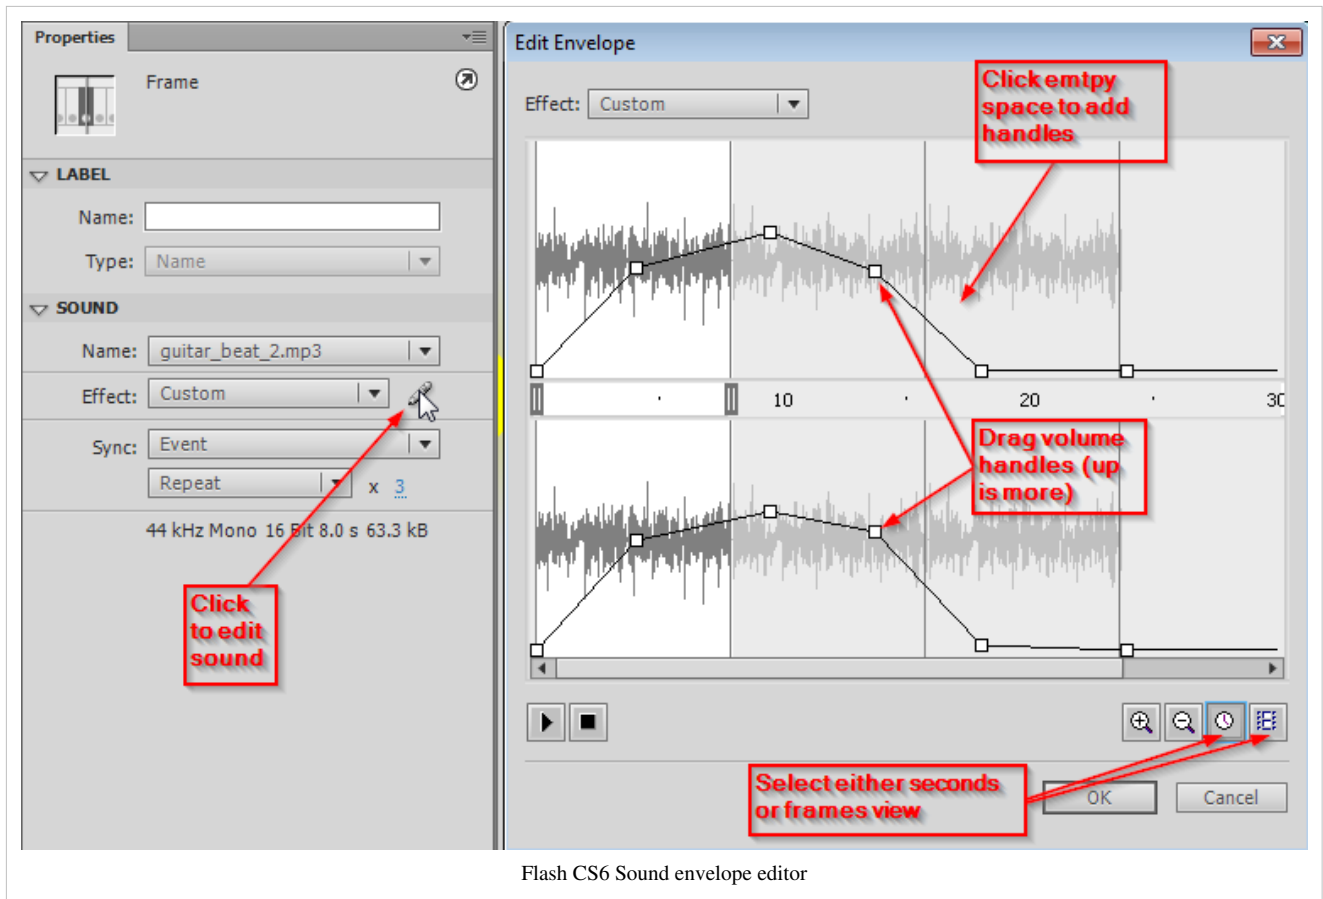 Properties
Frame
LABEL
Name:
Type: Name
SOUND
Name: guitar_beat_2.mp3
Effect: Custom
Sync: Event
Repeat x 3
44 kHz Mono 16 Bit 8.0 s 63.3 kB
Click
to edit
sound
Edit Envelope
Effect: Custom
Click emtpy
space to add
handles
10 20 30
Drag volume
handles (up
is more)
Select either seconds
or frames view
OK Cancel
Flash CS6 Sound envelope editor